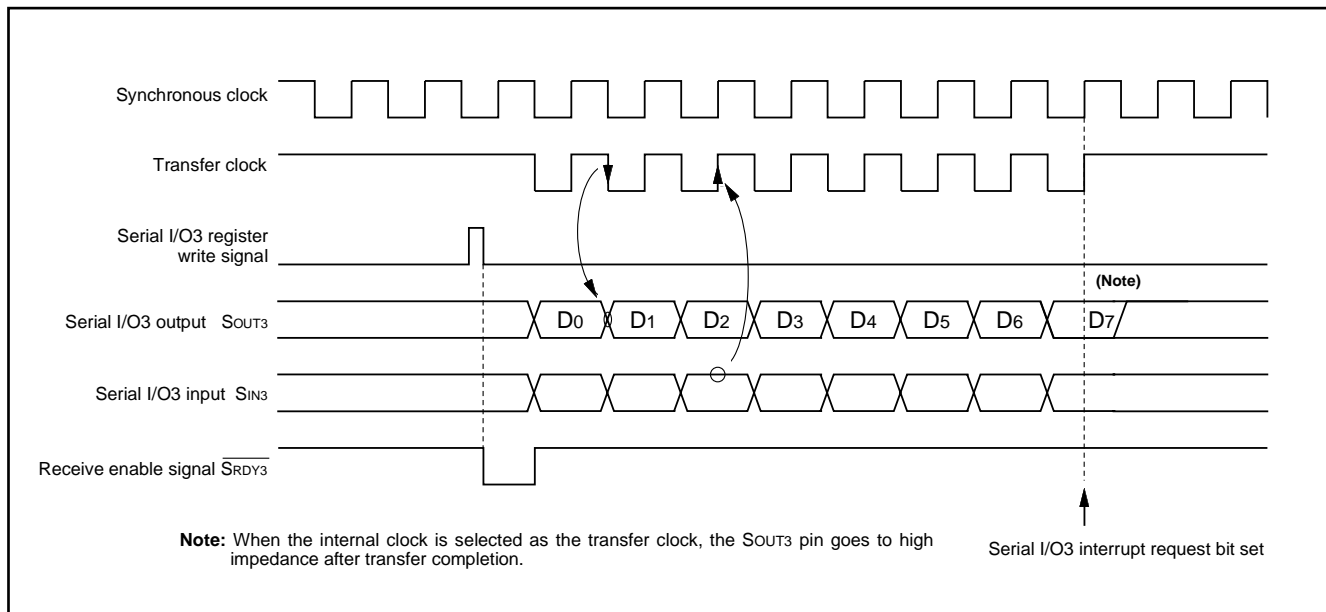 Synchronous clock
Transfer clock
Serial I/O3 register
write signal
(Note)
Serial I/O3 output SOUT3
D0 D1 D2 D3 D4 D5 D6 D7
Serial I/O3 input SIN3
Receive enable signal S̅R̅D̅Y̅3̅
Note: When the internal clock is selected as the transfer clock, the SOUT3 pin goes to high
impedance after transfer completion.
Serial I/O3 interrupt request bit set